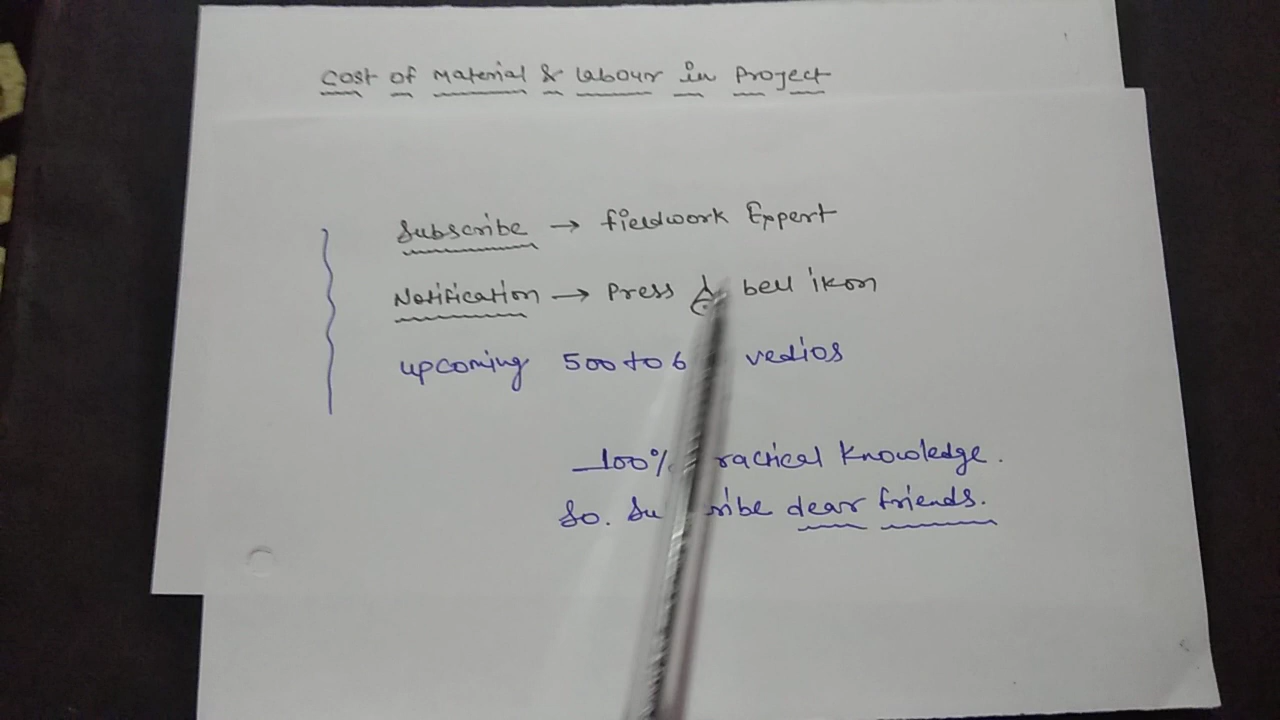 Cost of Material & Labour in Project
Subscribe → fieldwork Expert
Notification → Press bell ikon
upcoming 500 to 6 vedios
100% ractical Knowledge.
So. Su ribe dear friends.